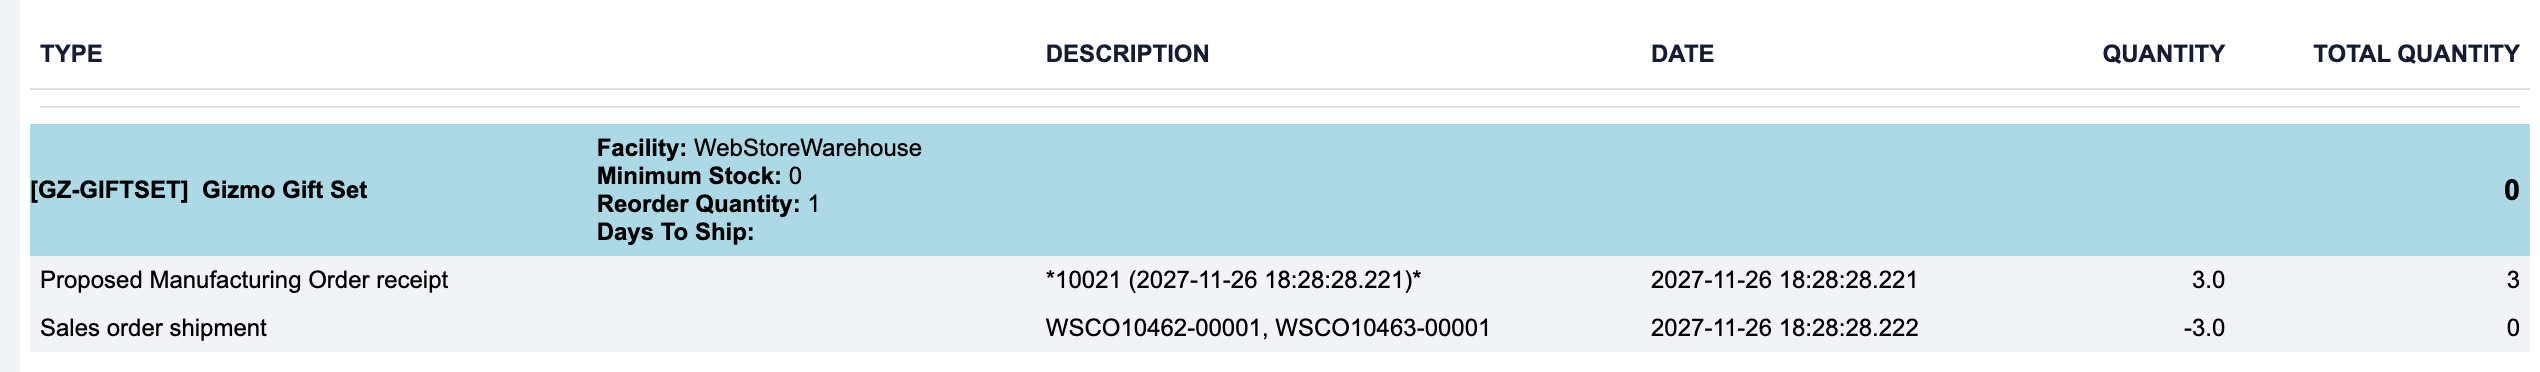 TYPE DESCRIPTION DATE QUANTITY TOTAL QUANTITY
[GZ-GIFTSET] Gizmo Gift Set
Facility: WebStoreWarehouse
Minimum Stock: 0
Reorder Quantity: 1
Days To Ship:
0
Proposed Manufacturing Order receipt *10021 (2027-11-26 18:28:28.221)* 2027-11-26 18:28:28.221 3.0 3
Sales order shipment WSCO10462-00001, WSCO10463-00001 2027-11-26 18:28:28.222 -3.0 0